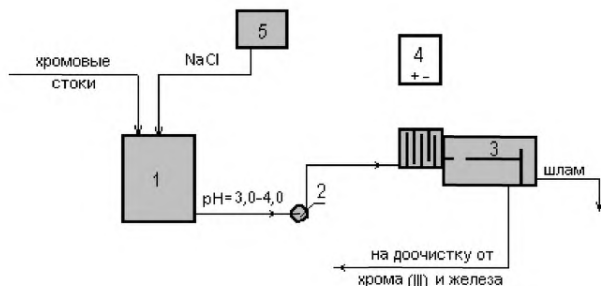 5
4
+ -
хромовые
стоки
NaCl
1
3
2
pH=3,0-4,0
шлам
на доочистку от
хрома (III) и железа